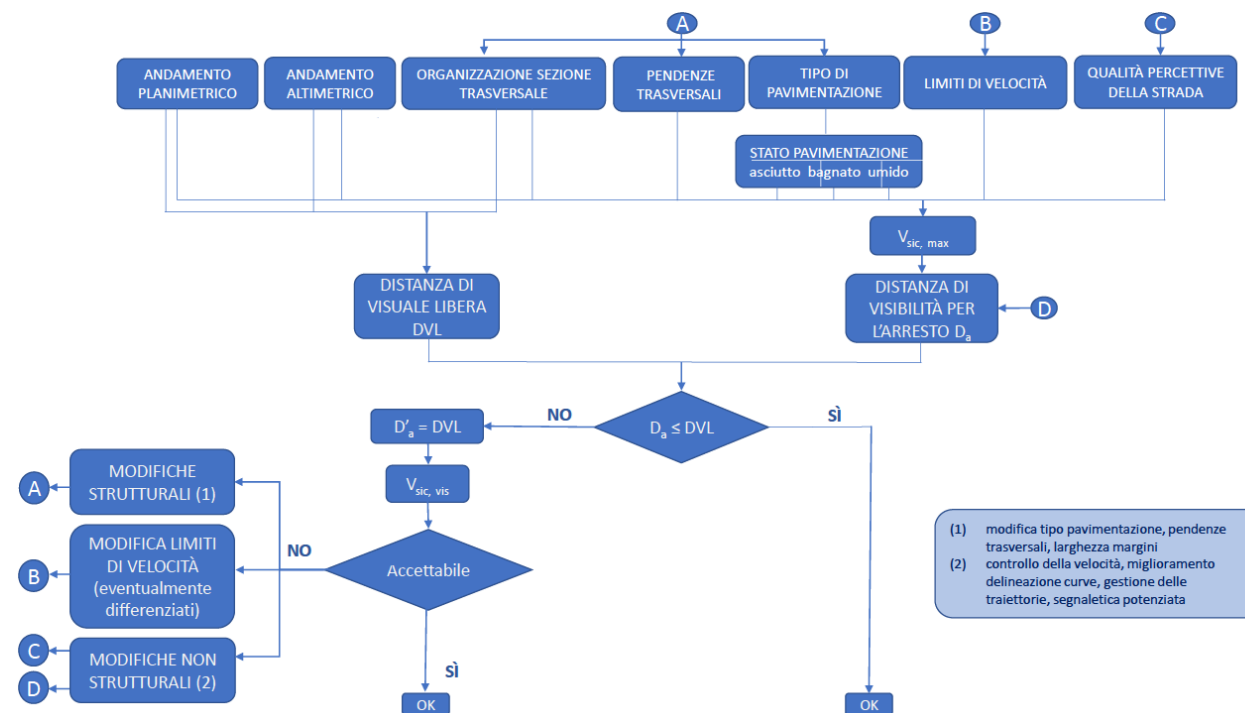 A
B
C
ANDAMENTO
PLANIMETRICO
ANDAMENTO
ALTIMETRICO
ORGANIZZAZIONE SEZIONE
TRASVERSALE
PENDENZE
TRASVERSALI
TIPO DI
PAVIMENTAZIONE
LIMITI DI VELOCITÀ
QUALITÀ PERCETTIVE
DELLA STRADA
STATO PAVIMENTAZIONE
asciutto bagnato umido
Vsic, max
DISTANZA DI
VISUALE LIBERA
DVL
DISTANZA DI
VISIBILITÀ PER
L'ARRESTO Da
D
NO
SÌ
D'a = DVL
Da ≤ DVL
Vsic, vis
MODIFICHE
STRUTTURALI (1)
A
MODIFICA LIMITI
DI VELOCITÀ
(eventualmente
differenziati)
B
NO
Accettabile
MODIFICHE NON
STRUTTURALI (2)
C
D
SÌ
OK
OK
(1) modifica tipo pavimentazione, pendenze
trasversali, larghezza margini
(2) controllo della velocità, miglioramento
delineazione curve, gestione delle
traiettorie, segnaletica potenziata